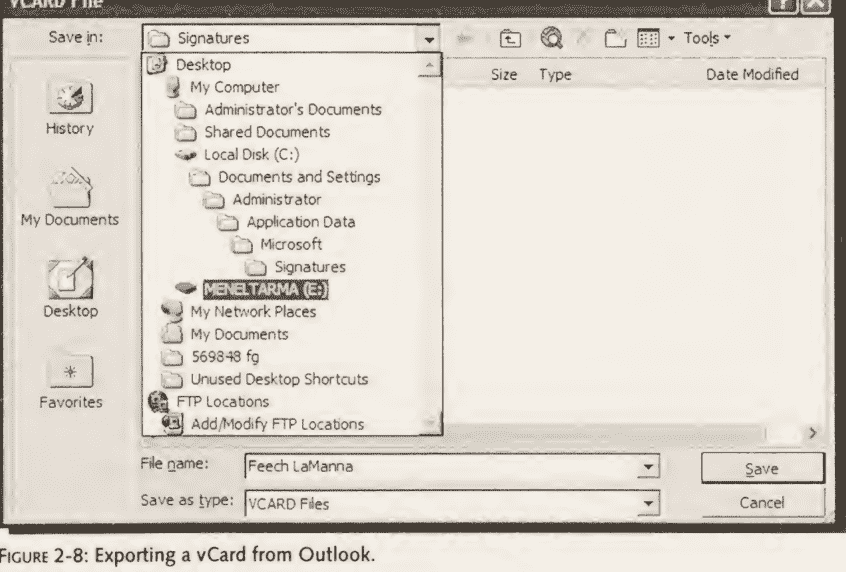 VCARD File
Save in:
Signatures
Tools
Desktop
My Computer
Administrator's Documents
Shared Documents
Local Disk (C:)
Documents and Settings
Administrator
Application Data
Microsoft
Signatures
MENELTARMA (E:)
My Network Places
My Documents
569848 fg
Unused Desktop Shortcuts
FTP Locations
Add/Modify FTP Locations
Size Type Date Modified
History
My Documents
Desktop
Favorites
File name: Feech LaManna
Save
Save as type: VCARD Files
Cancel
FIGURE 2-8: Exporting a vCard from Outlook.